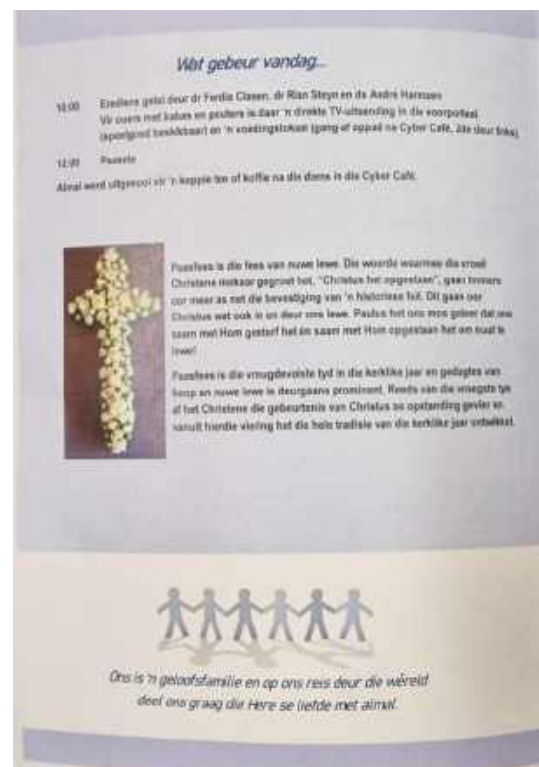 Wat gebeur vandag...
10:00 Erediens gelei deur dr Ferdie Clasen, dr Rian Steyn en ds André Harmsen
Vir ouers met babas en peuters is daar 'n direkte TV-uitsending in die voorportaal
(speelgoed beskikbaar) en 'n voedingslokaal (gang af oppad na Cyber Café, 2de deur links).
12:00
Almal word uitgenooi vir 'n koppie tee of koffie na die diens in die Cyber Café.
Paasfees is die fees van nuwe lewe. Die woorde waarmee die vroeë
Christene mekaar gegroet het, "Christus het opgestaan", gaan immers
oor meer as net die bevestiging van 'n historiese feit. Dit gaan oor
Christus wat ook in en deur ons lewe. Paulus het ons mos geleer dat ons
saam met Hom gesterf het én saam met Hom opgestaan het om nuut te
lewe!
Paasfees is die vreugdevolste tyd in die kerklike jaar en gedagtes van
hoop en nuwe lewe is deurgaans prominent. Reeds van die vroegste tye
af het Christene die gebeurtenis van Christus se opstanding gevier en
vanuit hierdie viering het die hele tradisie van die kerklike jaar ontwikkel.
Ons is 'n geloofsfamilie en op ons reis deur die wêreld
deel ons graag die Here se liefde met almal.